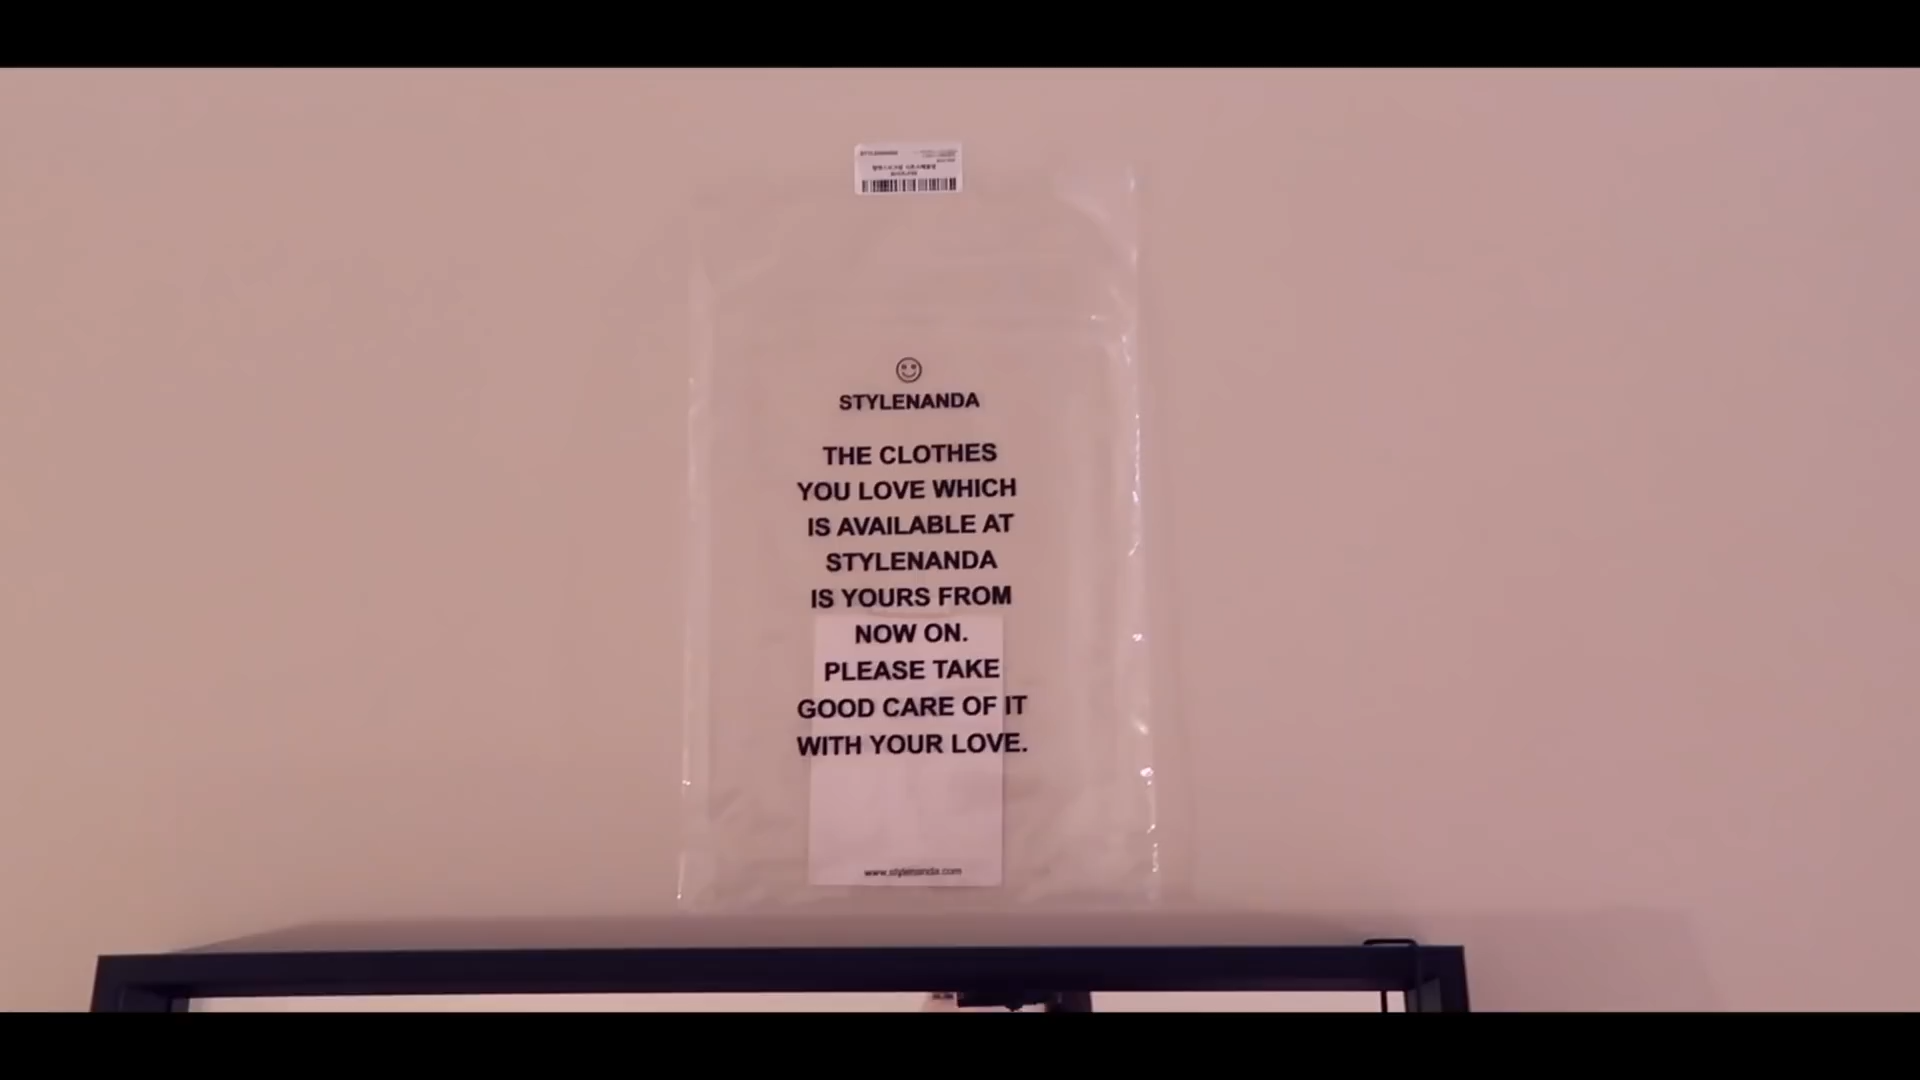 STYLENANDA
THE CLOTHES
YOU LOVE WHICH
IS AVAILABLE AT
STYLENANDA
IS YOURS FROM
NOW ON.
PLEASE TAKE
GOOD CARE OF IT
WITH YOUR LOVE.
www.stylenanda.com